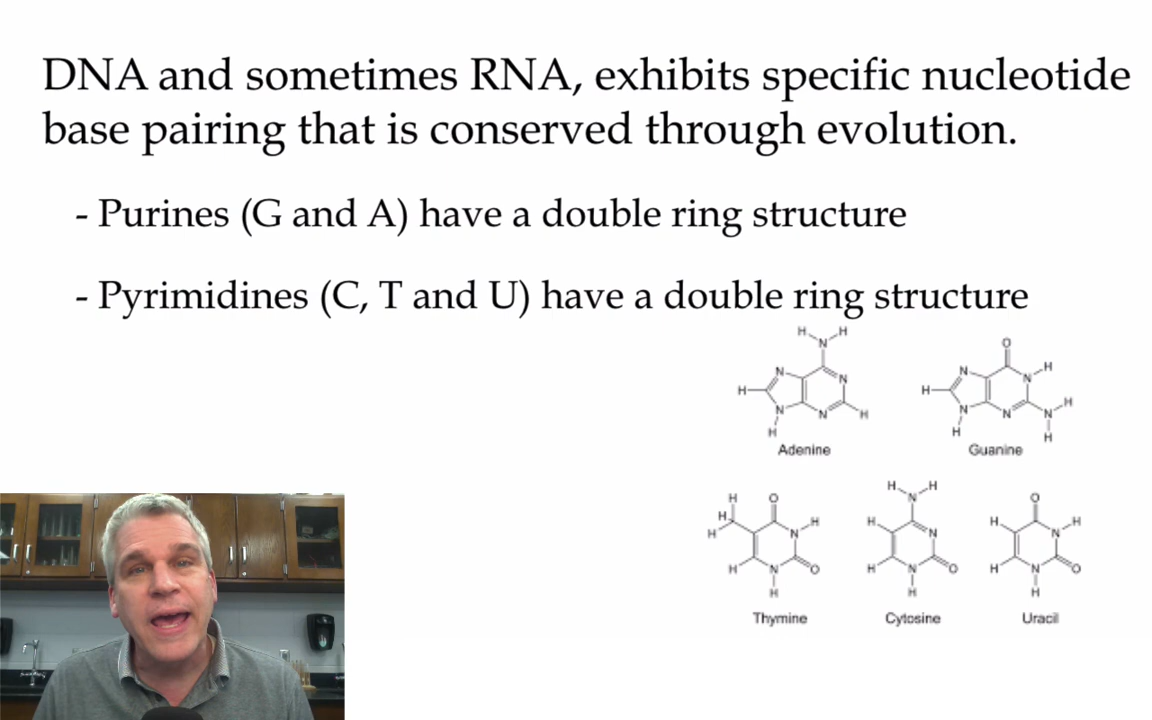 DNA and sometimes RNA, exhibits specific nucleotide
base pairing that is conserved through evolution.
- Purines (G and A) have a double ring structure
- Pyrimidines (C, T and U) have a double ring structure
H H
N
N N
H
N N H
H
Adenine
O
N N H
H
N N N H
H H
Guanine
H O
H
H N H
H N O
H
Thymine
H H
N
H N
H N O
H
Cytosine
O
H N H
H N O
H
Uracil